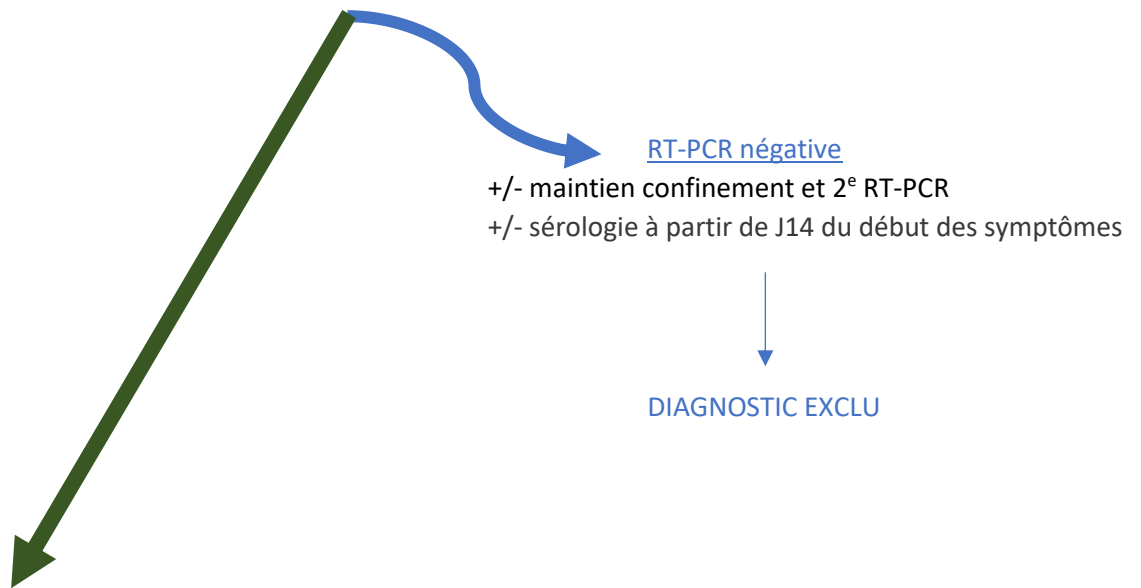 RT-PCR négative
+/- maintien confinement et 2e RT-PCR
+/- sérologie à partir de J14 du début des symptômes
DIAGNOSTIC EXCLU